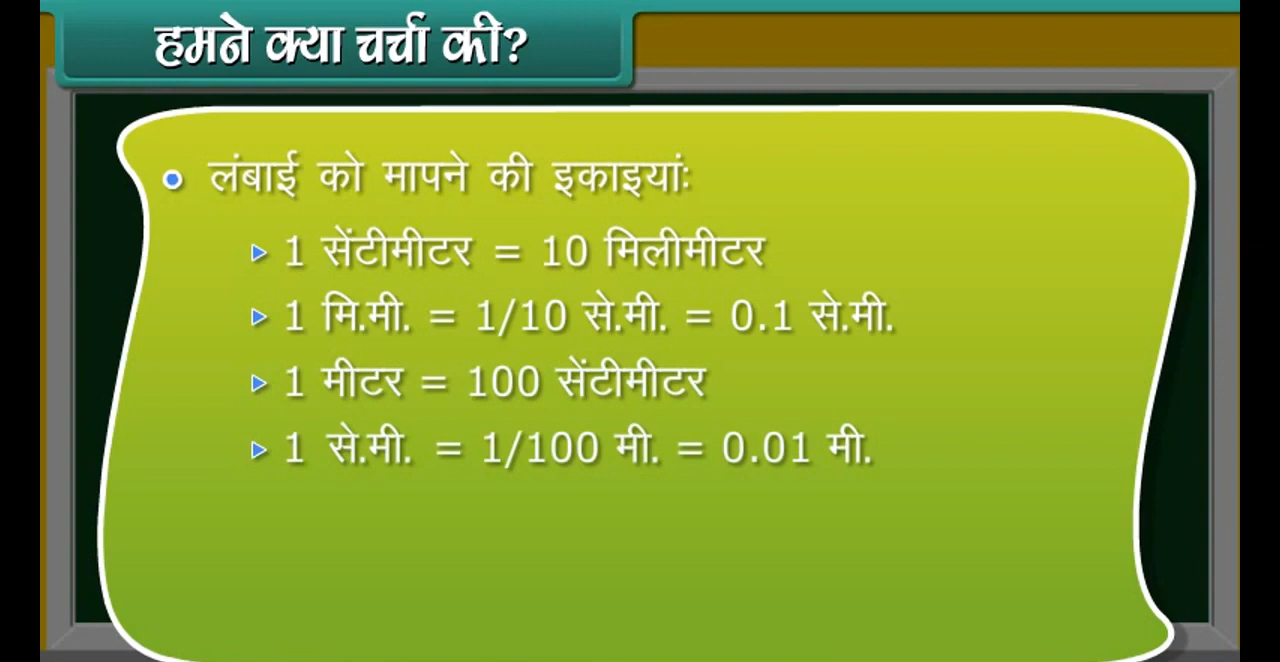 हमने क्या चर्चा की?
लंबाई को मापने की इकाइयां:
1 सेंटीमीटर = 10 मिलीमीटर
1 मि.मी. = 1/10 से.मी. = 0.1 से.मी.
1 मीटर = 100 सेंटीमीटर
1 से.मी. = 1/100 मी. = 0.01 मी.